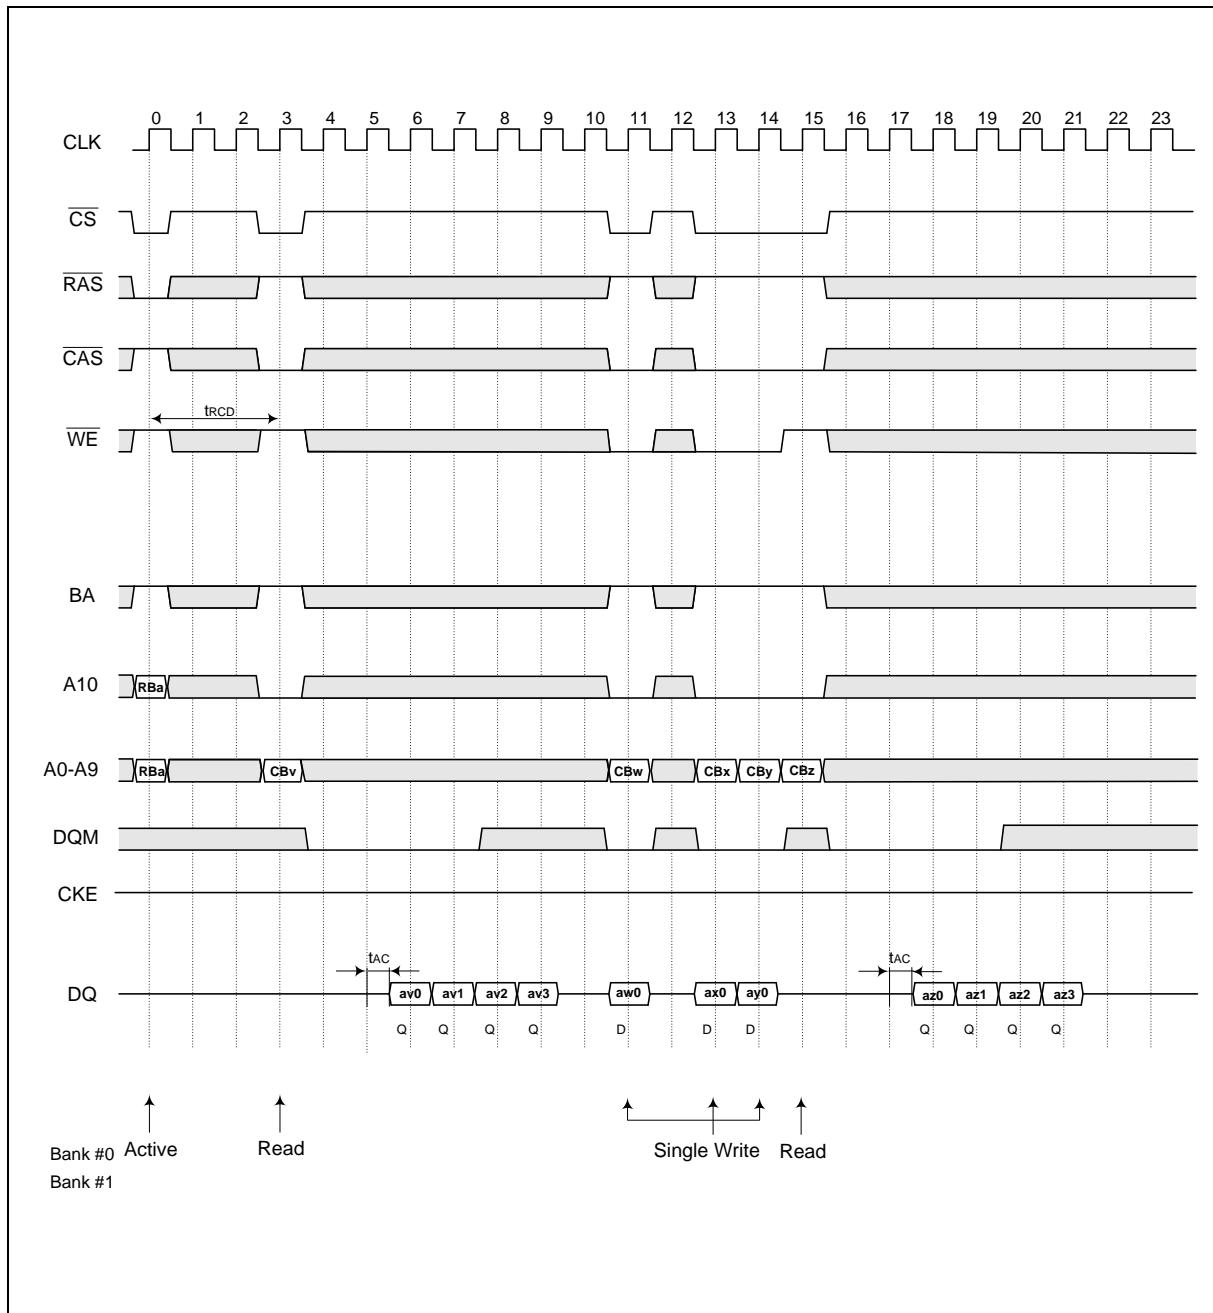 0 1 2 3 4 5 6 7 8 9 10 11 12 13 14 15 16 17 18 19 20 21 22 23
CLK
CS
RAS
CAS
tRCD
WE
BA
A10 RBa
A0-A9 RBa CBv CBw CBx CBy CBz
DQM
CKE
tAC tAC
DQ av0 av1 av2 av3 aw0 ax0 ay0 az0 az1 az2 az3
Q Q Q Q D D D Q Q Q Q
Bank #0 Active Read Single Write Read
Bank #1